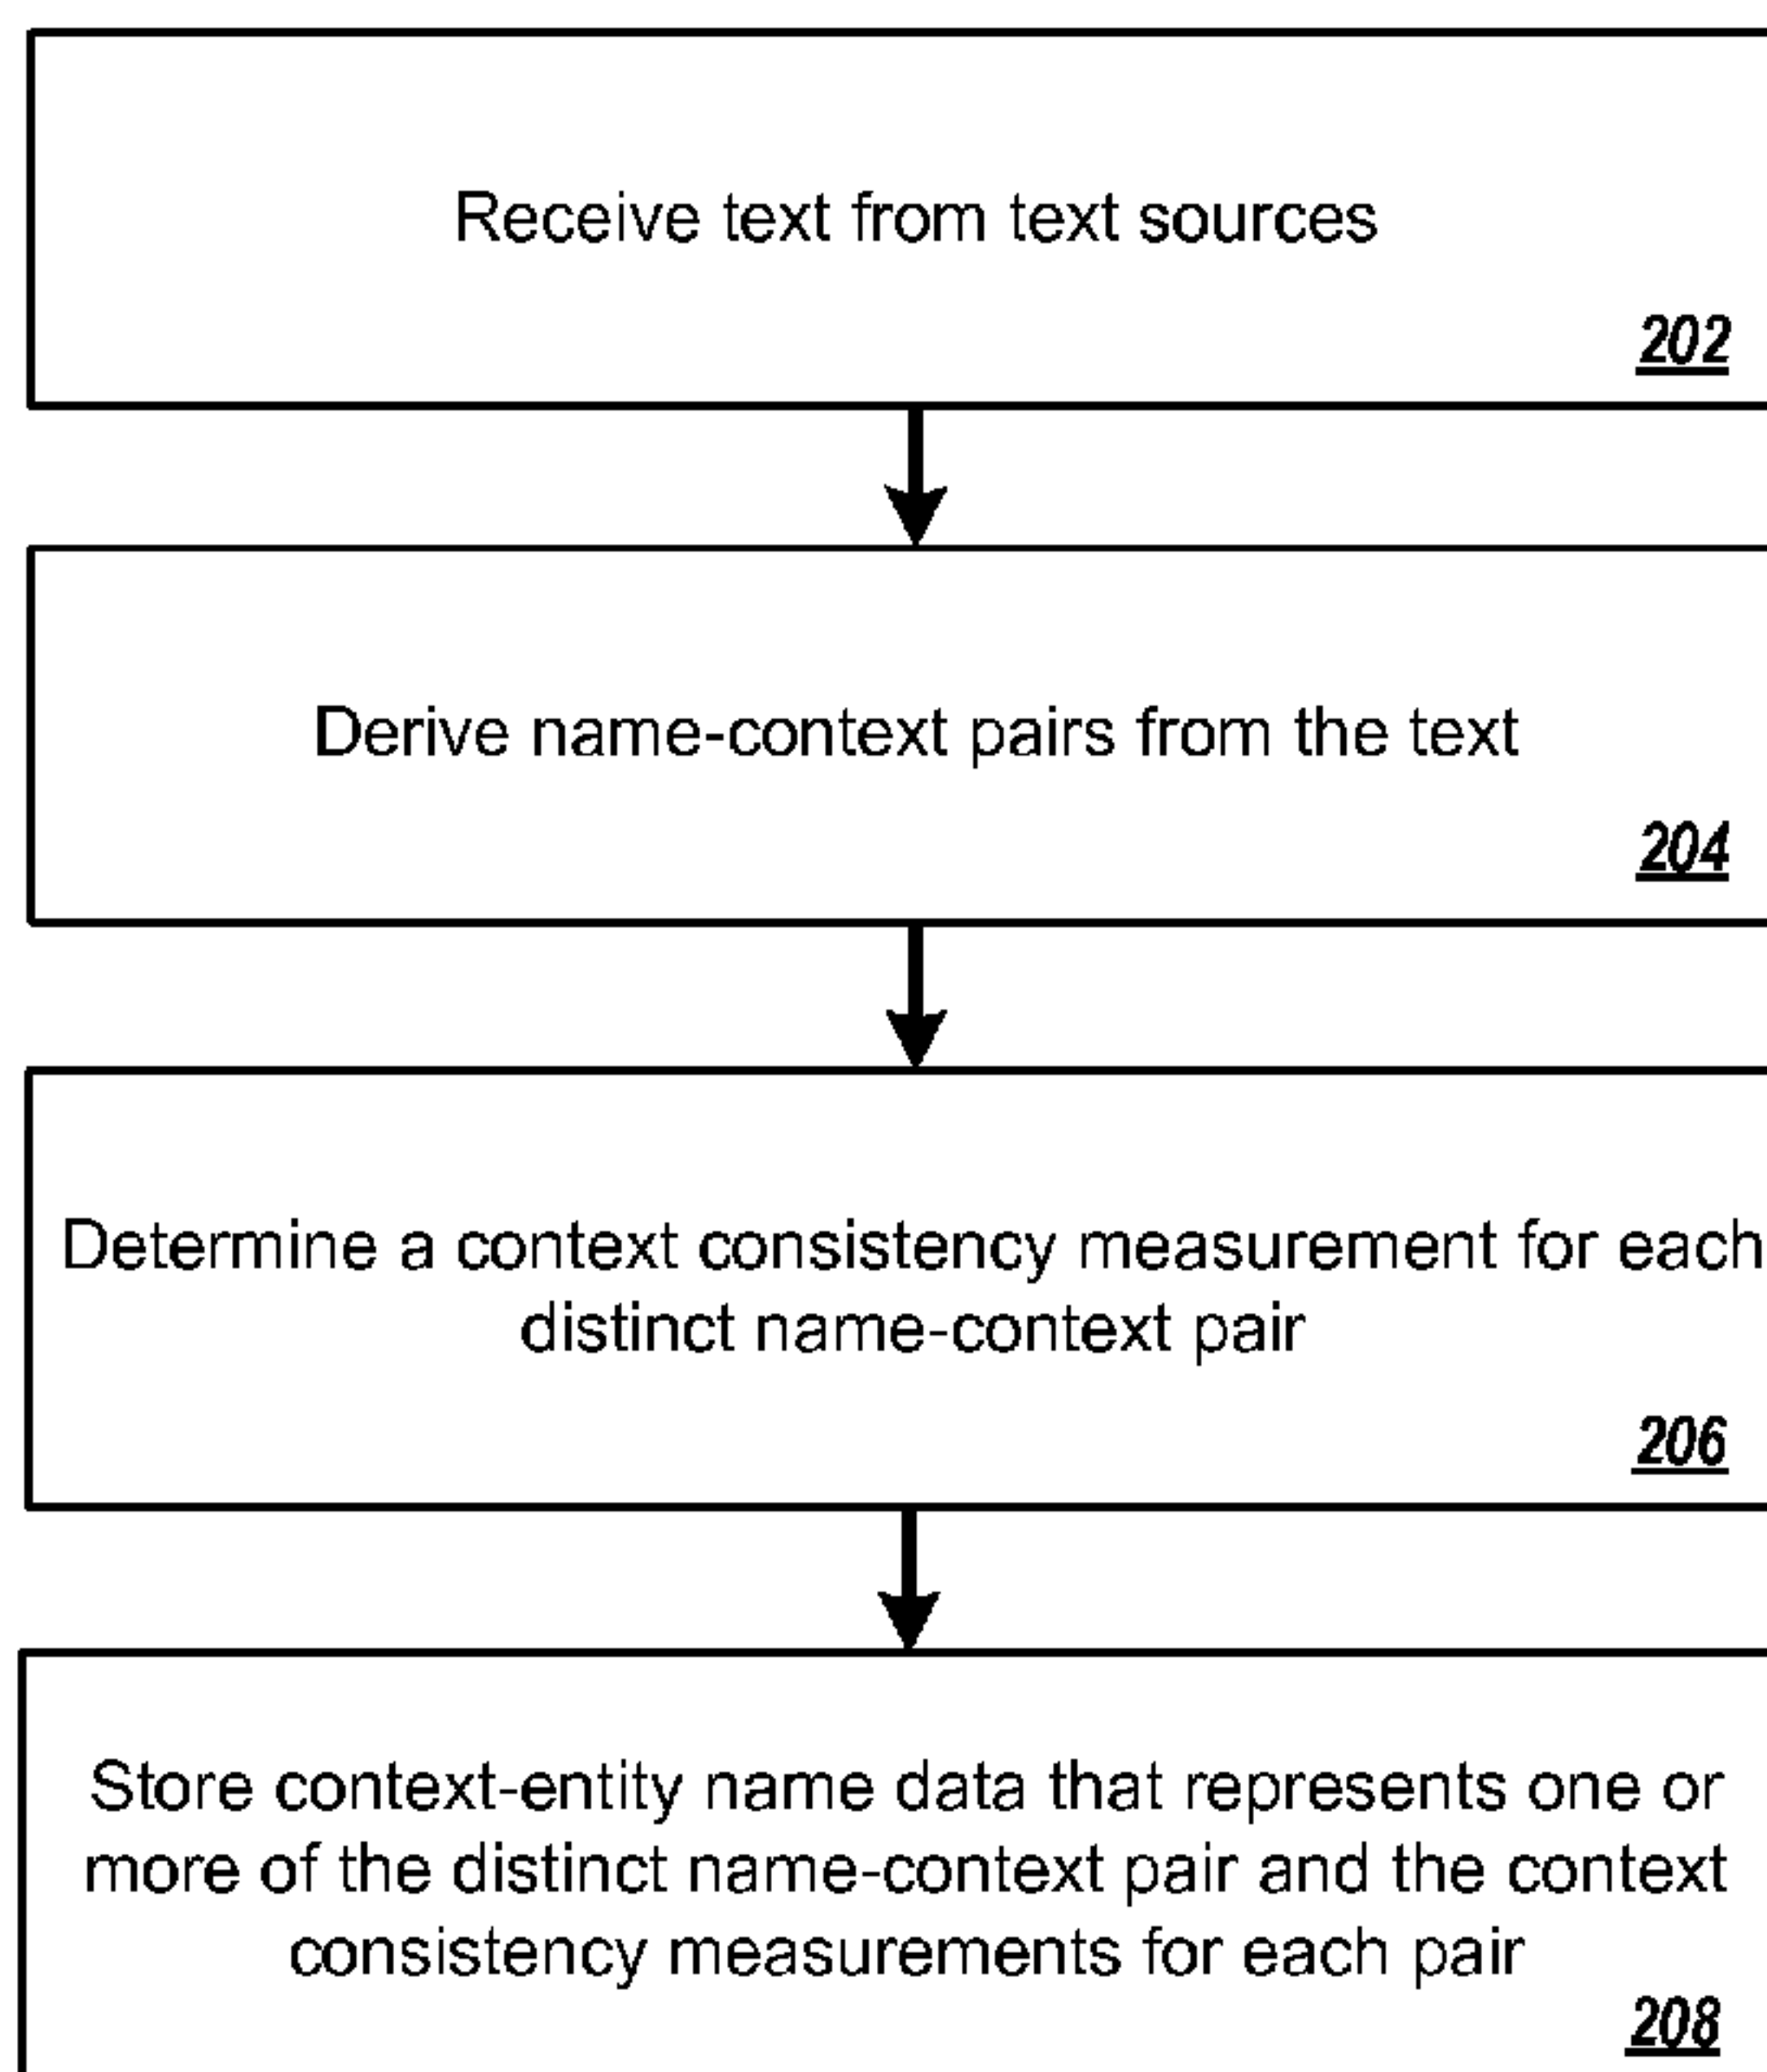 Receive text from text sources
202
Derive name-context pairs from the text
204
Determine a context consistency measurement for each
distinct name-context pair
206
Store context-entity name data that represents one or
more of the distinct name-context pair and the context
consistency measurements for each pair
208